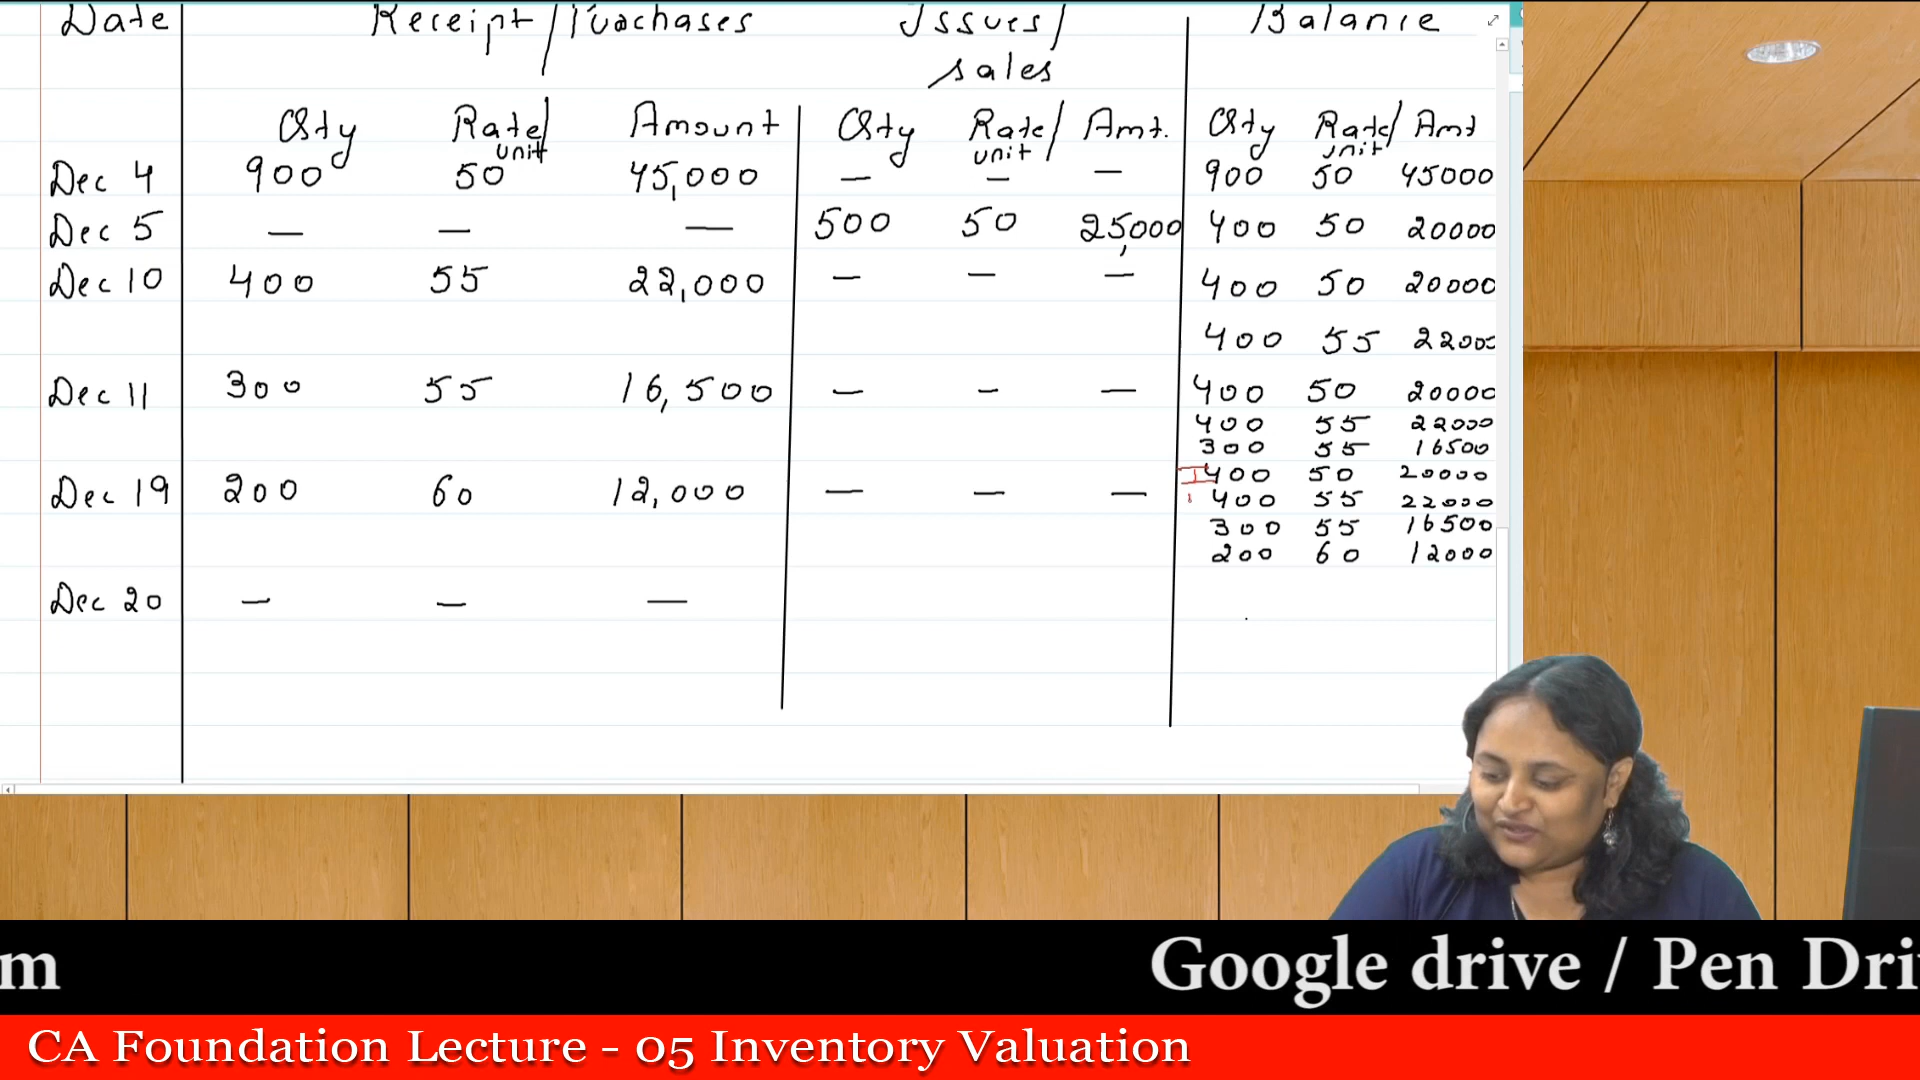 Date Receipt/Purchases Issues/ Balance
sales
Qty Rate/ Amount Qty Rate/ Amt. Qty Rate/ Amt
unit unit unit
Dec 4 900 50 45,000 — — — 900 50 45000
Dec 5 — — — 500 50 25,000 400 50 20000
Dec 10 400 55 22,000 — — — 400 50 20000
400 55 22000
Dec 11 300 55 16,500 — - — 400 50 20000
400 55 22000
300 55 16500
400 50 20000
Dec 19 200 60 12,000 — — — 400 55 22000
300 55 16500
200 60 12000
Dec 20 — — —
m Google drive / Pen Dri
CA Foundation Lecture - 05 Inventory Valuation